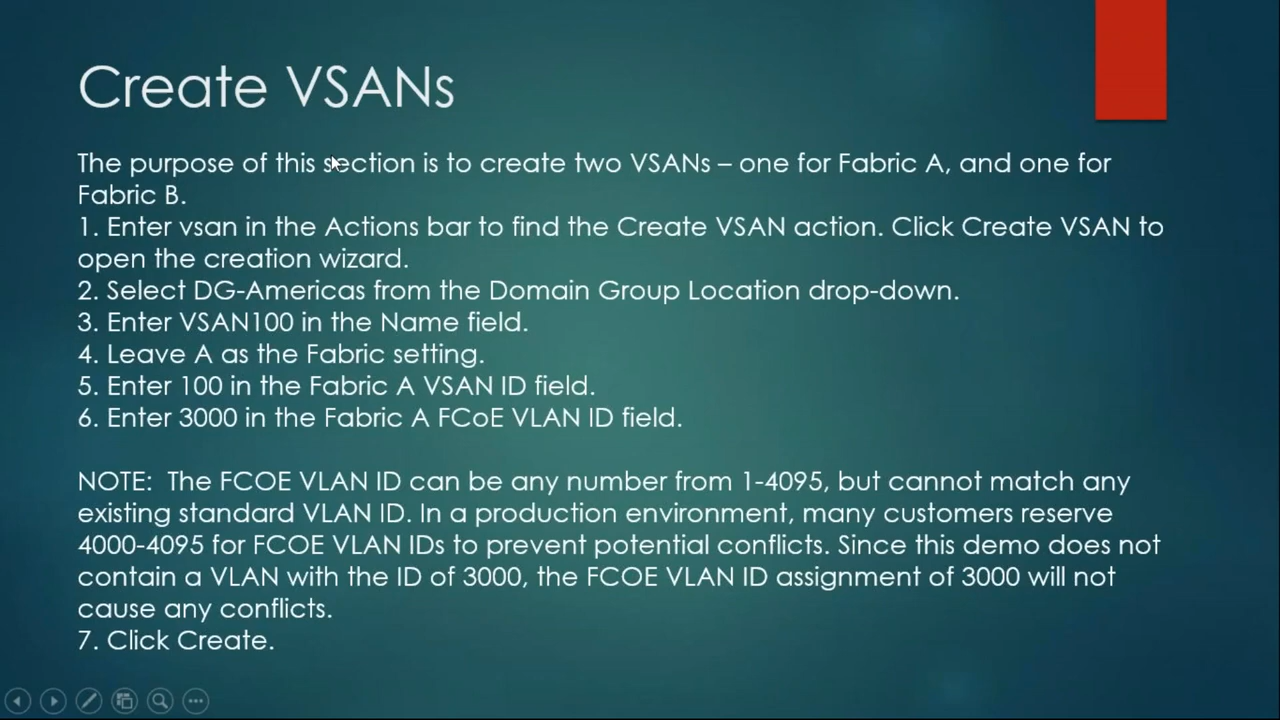 Create VSANs
The purpose of this section is to create two VSANs – one for Fabric A, and one for
Fabric B.
1. Enter vsan in the Actions bar to find the Create VSAN action. Click Create VSAN to
open the creation wizard.
2. Select DG-Americas from the Domain Group Location drop-down.
3. Enter VSAN100 in the Name field.
4. Leave A as the Fabric setting.
5. Enter 100 in the Fabric A VSAN ID field.
6. Enter 3000 in the Fabric A FCoE VLAN ID field.
NOTE:  The FCOE VLAN ID can be any number from 1-4095, but cannot match any
existing standard VLAN ID. In a production environment, many customers reserve
4000-4095 for FCOE VLAN IDs to prevent potential conflicts. Since this demo does not
contain a VLAN with the ID of 3000, the FCOE VLAN ID assignment of 3000 will not
cause any conflicts.
7. Click Create.